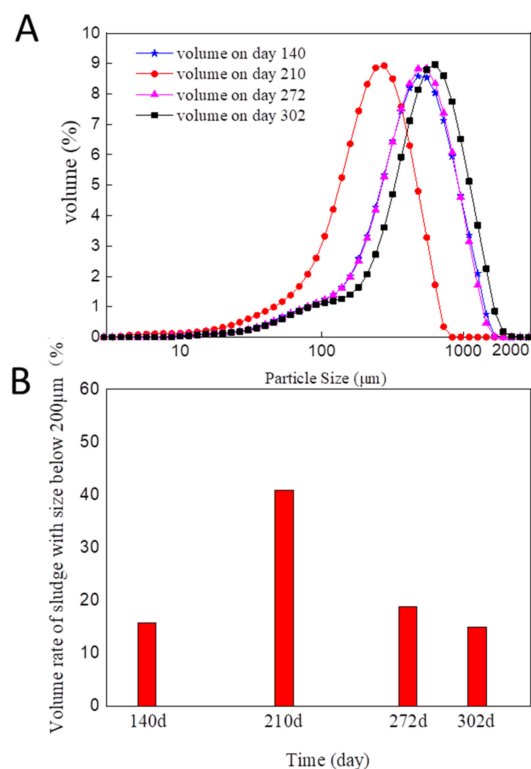 A
10
9
8
7
6
5
4
3
2
1
0
volume (%)
volume on day 140
volume on day 210
volume on day 272
volume on day 302
10
100
1000
2000
Particle Size (μm)
B
Volume rate of sludge with size below 200μm (%
60
50
40
30
20
10
0
140d
210d
272d
302d
Time (day)